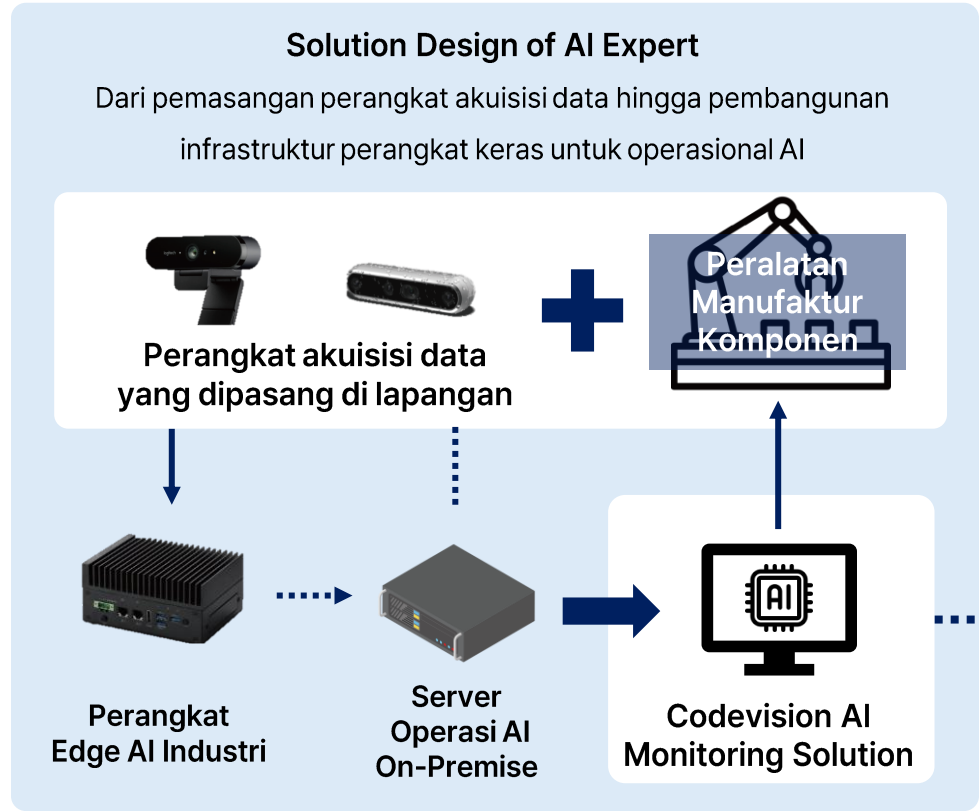 Solution Design of AI Expert
Dari pemasangan perangkat akuisisi data hingga pembangunan
infrastruktur perangkat keras untuk operasional AI
Peralatan
Manufaktur
Komponen
Perangkat akuisisi data
yang dipasang di lapangan
AI
Perangkat
Edge AI Industri
Server
Operasi AI
On-Premise
Codevision AI
Monitoring Solution